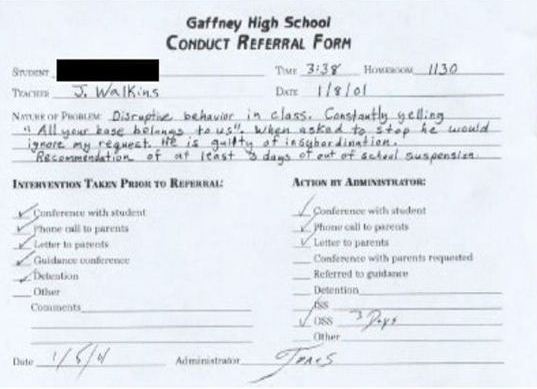 Gaffney High School
CONDUCT REFERRAL FORM
STUDENT TIME 3:38 HOMEROOM 1130
TEACHER J. Walkins DATE 1/8/01
NATURE OF PROBLEM: Disruptive behavior in class. Constantly yelling
"All your base belongs to us". When asked to stop he would
ignore my request. He is guilty of insubordination.
Recommendation of at least 3 days of out of school suspension.
INTERVENTION TAKEN PRIOR TO REFERRAL:
✓ Conference with student
✓ Phone call to parents
✓ Letter to parents
✓ Guidance conference
✓ Detention
Other
Comments
Date 1/5/01
ACTION BY ADMINISTRATOR:
✓ Conference with student
✓ Phone call to parents
✓ Letter to parents
Conference with parents requested
Referred to guidance
Detention
ISS
✓ OSS 3 Days
Other
Administrator Jones